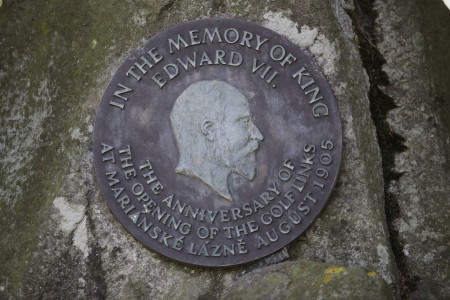 IN THE MEMORY OF KING
EDWARD VII.
THE ANNIVERSARY OF
THE OPENING OF THE GOLF LINKS
AT MARIÁNSKÉ LÁZNĚ AUGUST 1905